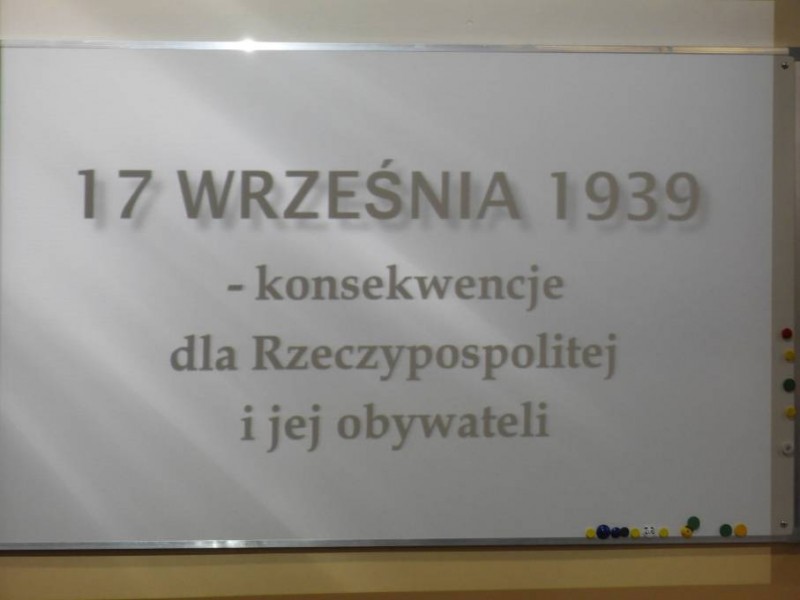 17 WRZEŚNIA 1939
- konsekwencje
dla Rzeczypospolitej
i jej obywateli